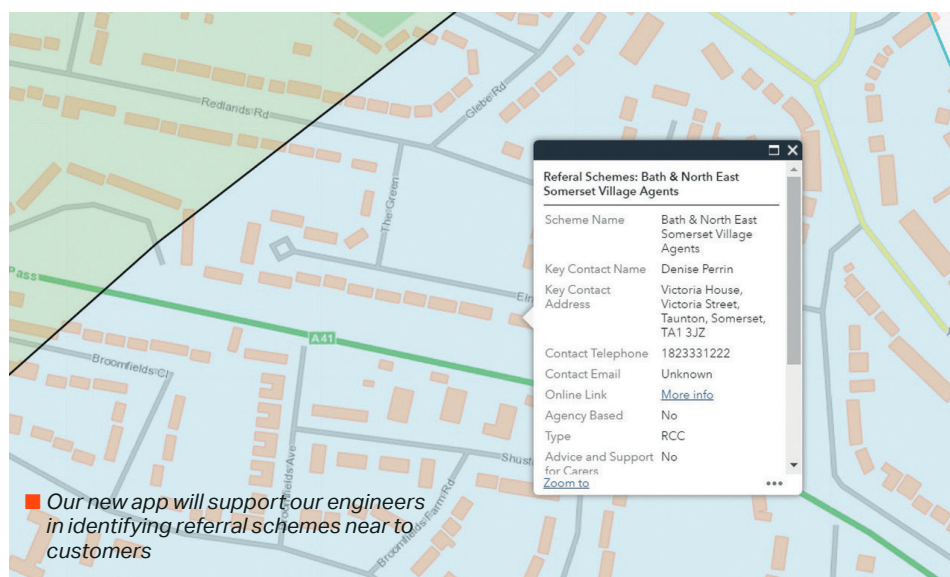 Redlands Rd
Glebe Rd
The Green
Pass
A41
Broomfields Cl
Broomfields Farm Rd
Referal Schemes: Bath & North East
Somerset Village Agents
Scheme Name Bath & North East
Somerset Village
Agents
Key Contact Name Denise Perrin
Key Contact Victoria House,
Address Victoria Street,
Taunton, Somerset,
TA1 3JZ
Contact Telephone 1823331222
Contact Email Unknown
Online Link More info
Agency Based No
Type RCC
Advice and Support No
for Carers
Zoom to
Our new app will support our engineers
in identifying referral schemes near to
customers